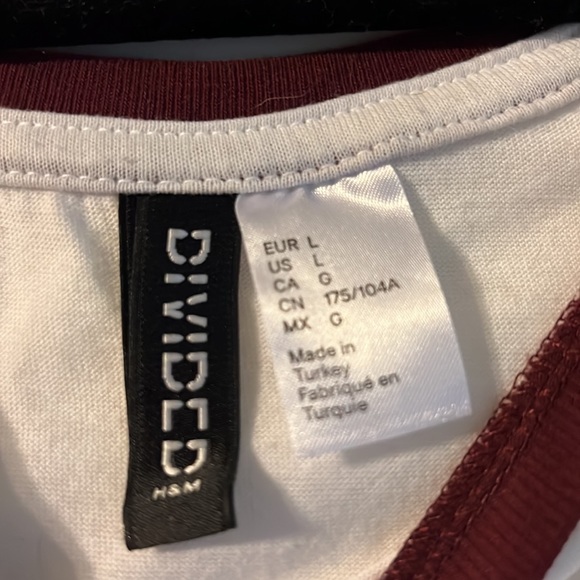 DIVIDED
H&M
EUR L
US L
CA G
CN 175/104A
MX G
Made in
Turkey
Fabriqué en
Turquie